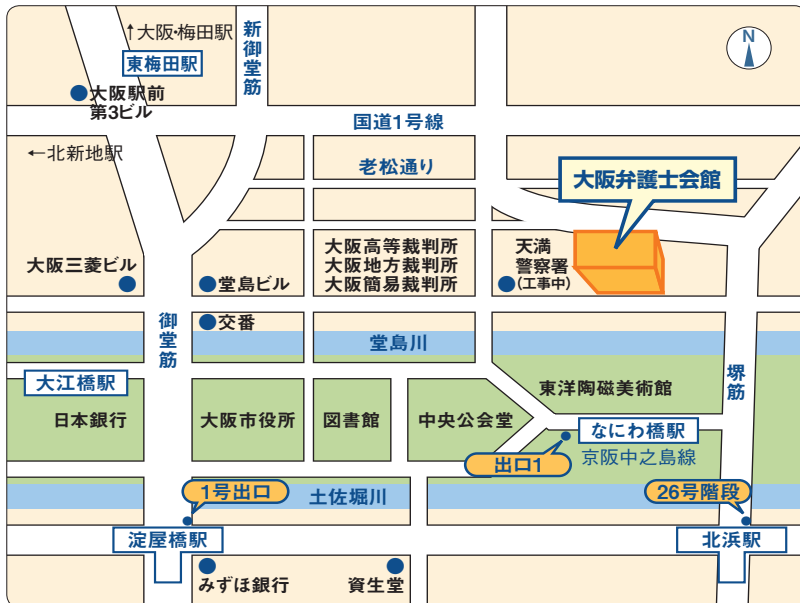 ↑大阪・梅田駅
東梅田駅
新御堂筋
N
大阪駅前
第3ビル
国道1号線
←北新地駅
老松通り
大阪弁護士会館
大阪三菱ビル
堂島ビル
大阪高等裁判所
大阪地方裁判所
大阪簡易裁判所
天満
警察署
(工事中)
御堂筋
交番
堂島川
大江橋駅
東洋陶磁美術館
堺筋
日本銀行
大阪市役所
図書館
中央公会堂
なにわ橋駅
出口1
京阪中之島線
1号出口
土佐堀川
26号階段
淀屋橋駅
北浜駅
みずほ銀行
資生堂